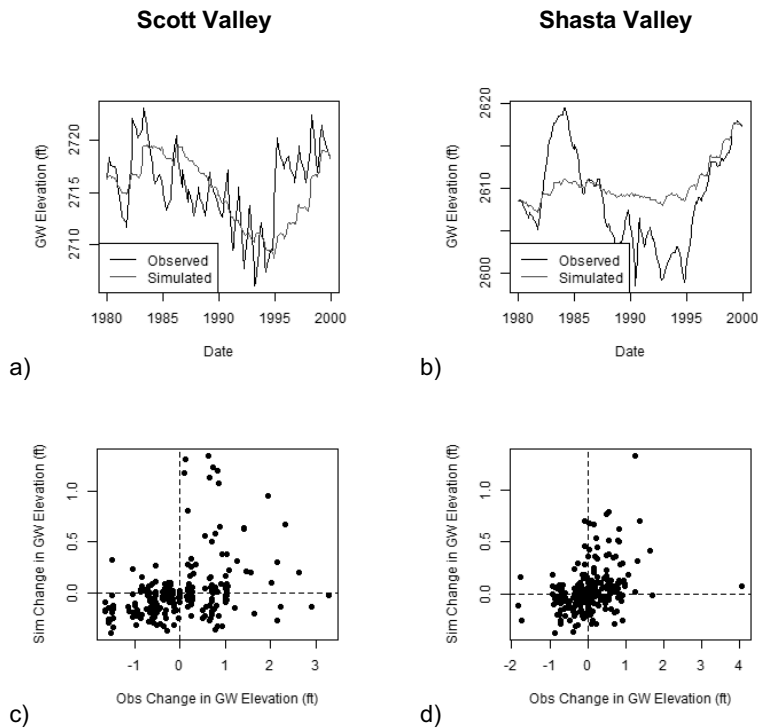 Scott Valley
Shasta Valley
GW Elevation (ft)
2720
2715
2710
Observed
Simulated
1980 1985 1990 1995 2000
Date
a)
GW Elevation (ft)
2620
2610
2600
Observed
Simulated
1980 1985 1990 1995 2000
Date
b)
Sim Change in GW Elevation (ft)
1.0
0.5
0.0
-1 0 1 2 3
Obs Change in GW Elevation (ft)
c)
Sim Change in GW Elevation (ft)
1.0
0.5
0.0
-2 -1 0 1 2 3 4
Obs Change in GW Elevation (ft)
d)